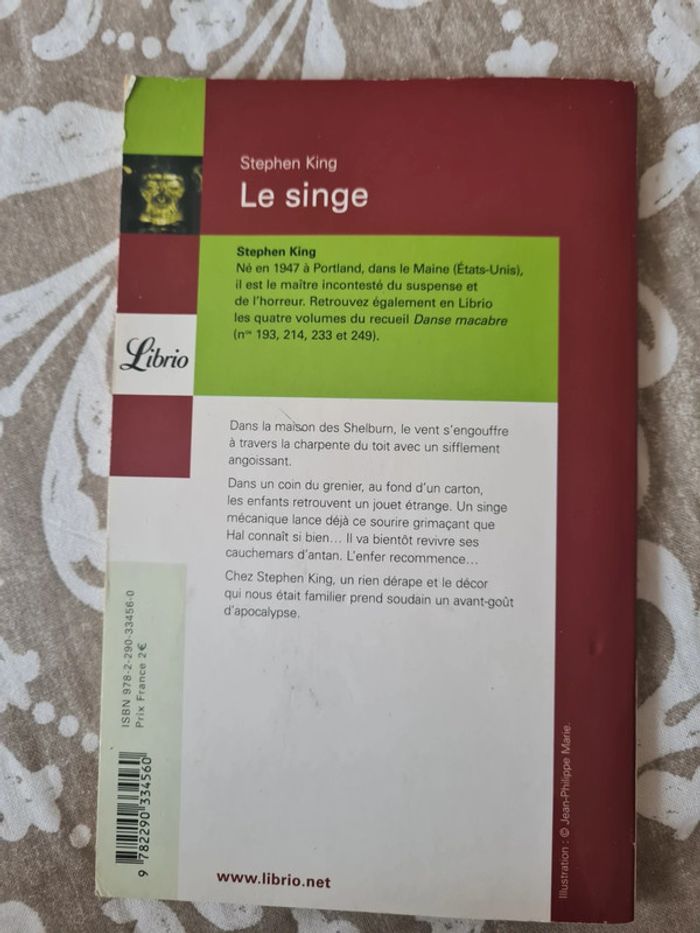 Stephen King
Le singe
Stephen King
Né en 1947 à Portland, dans le Maine (États-Unis),
il est le maître incontesté du suspense et
de l'horreur. Retrouvez également en Librio
les quatre volumes du recueil Danse macabre
(nos 193, 214, 233 et 249).
Librio
Dans la maison des Shelburn, le vent s'engouffre
à travers la charpente du toit avec un sifflement
angoissant.
Dans un coin du grenier, au fond d'un carton,
les enfants retrouvent un jouet étrange. Un singe
mécanique lance déjà ce sourire grimaçant que
Hal connaît si bien... Il va bientôt revivre ses
cauchemars d'antan. L'enfer recommence...
Chez Stephen King, un rien dérape et le décor
qui nous était familier prend soudain un avant-goût
d'apocalypse.
ISBN 978-2-290-33456-0
Prix France 2€
9 782290 334560
www.librio.net
Illustration : © Jean-Philippe Marie.